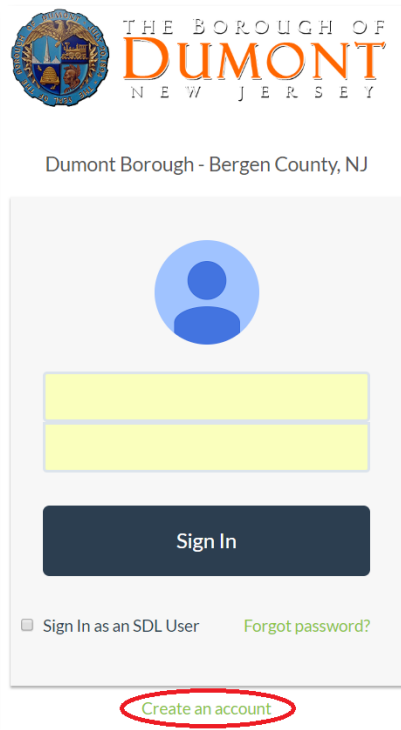 THE BOROUGH OF
DUMONT
NEW JERSEY
Dumont Borough - Bergen County, NJ
Sign In
Sign In as an SDL User
Forgot password?
Create an account